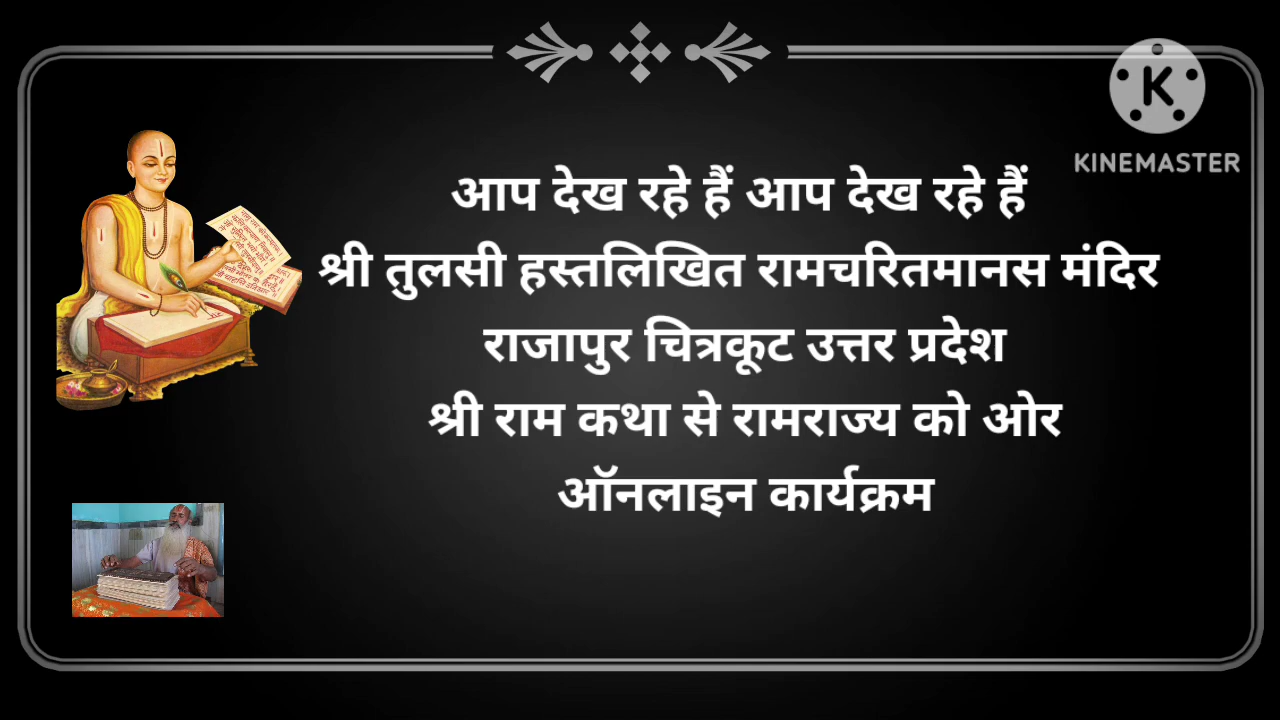 आप देख रहे हैं आप देख रहे हैं
श्री तुलसी हस्तलिखित रामचरितमानस मंदिर
राजापुर चित्रकूट उत्तर प्रदेश
श्री राम कथा से रामराज्य को ओर
ऑनलाइन कार्यक्रम
K
KINEMASTER